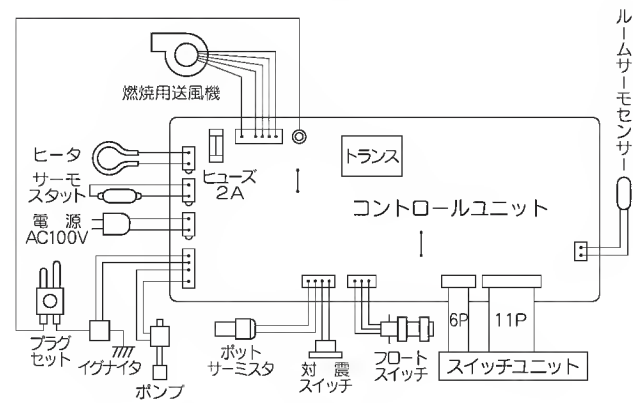 燃焼用送風機
ルームサーモセンサー
ヒータ
ヒューズ
2A
トランス
サーモ
スタット
コントロールユニット
電源
AC100V
プラグ
セット
イグナイタ
ポンプ
ポット
サーミスタ
対震
スイッチ
フロート
スイッチ
6P
11P
スイッチユニット